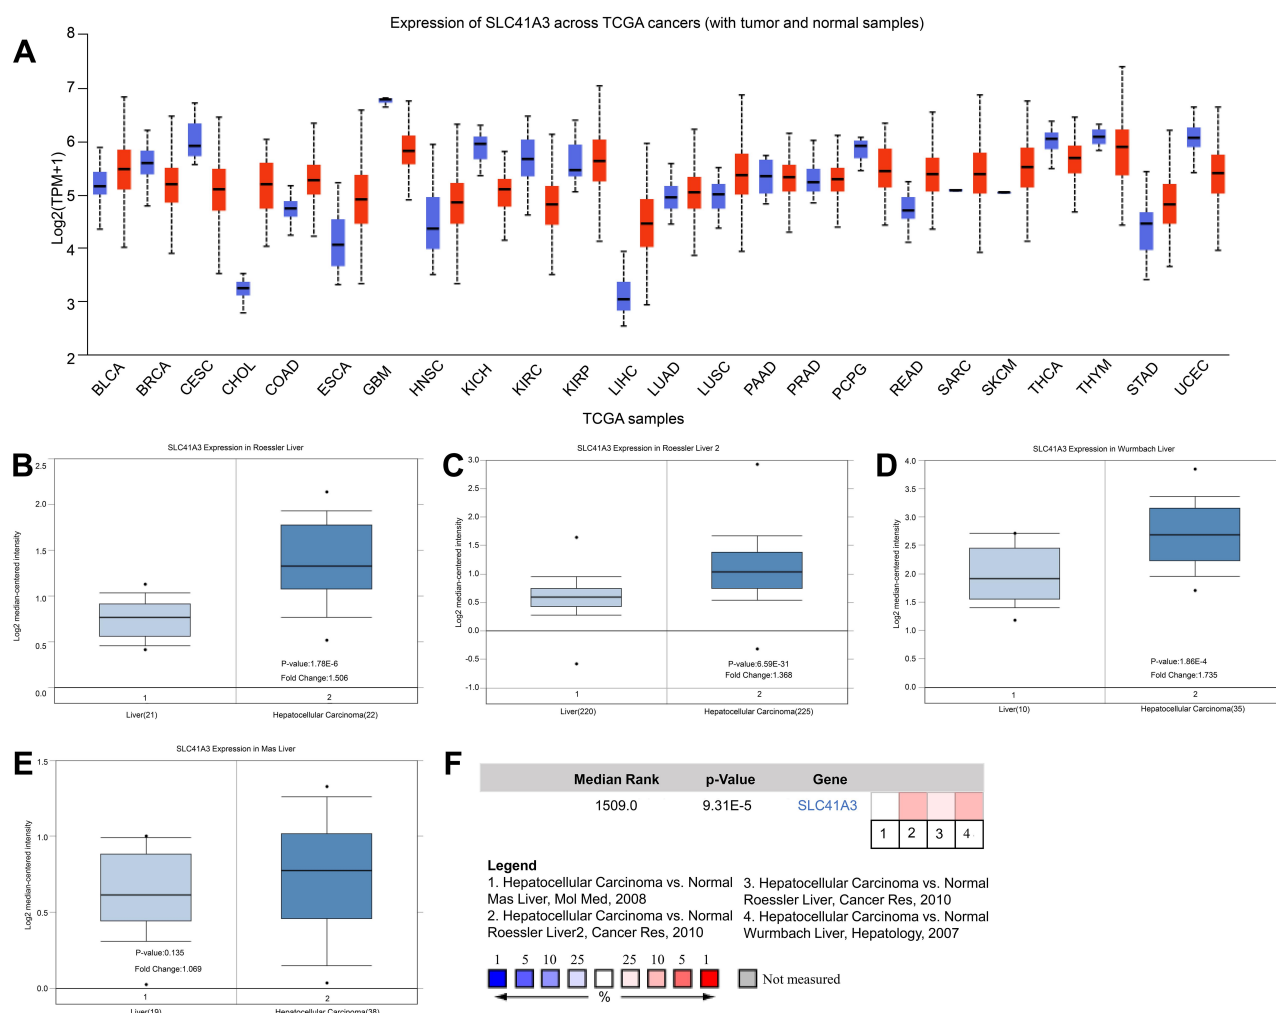 Expression of SLC41A3 across TCGA cancers (with tumor and normal samples)
A
Log2(TPM+1)
8
7
6
5
4
3
2
BLCA
BRCA
CESC
CHOL
COAD
ESCA
GBM
HNSC
KICH
KIRC
KIRP
LIHC
LUAD
LUSC
PAAD
PRAD
PCPG
READ
SARC
SKCM
THCA
THYM
STAD
UCEC
TCGA samples
B
SLC41A3 Expression in Roessler Liver
Log2 median-centered intensity
2.5
2.0
1.5
1.0
0.5
0.0
P-value:1.78E-6
Fold Change:1.506
1
2
Liver(21)
Hepatocellular Carcinoma(22)
C
SLC41A3 Expression in Roessler Liver 2
Log2 median-centered intensity
3.0
2.5
2.0
1.5
1.0
0.5
0.0
-0.5
-1.0
P-value:6.59E-31
Fold Change:1.368
1
2
Liver(220)
Hepatocellular Carcinoma(225)
D
SLC41A3 Expression in Wurmbach Liver
Log2 median-centered intensity
4.0
3.5
3.0
2.5
2.0
1.5
1.0
0.5
0.0
P-value:1.86E-4
Fold Change:1.735
1
2
Liver(10)
Hepatocellular Carcinoma(35)
E
SLC41A3 Expression in Mas Liver
Log2 median-centered intensity
1.5
1.0
0.5
0.0
P-value:0.135
Fold Change:1.069
1
2
Liver(19)
Hepatocellular Carcinoma(38)
F
Median Rank p-Value Gene
1509.0 9.31E-5 SLC41A3
1 2 3 4
Legend
1. Hepatocellular Carcinoma vs. Normal
Mas Liver, Mol Med, 2008
2. Hepatocellular Carcinoma vs. Normal
Roessler Liver2, Cancer Res, 2010
3. Hepatocellular Carcinoma vs. Normal
Roessler Liver, Cancer Res, 2010
4. Hepatocellular Carcinoma vs. Normal
Wurmbach Liver, Hepatology, 2007
1 5 10 25 25 10 5 1
Not measured
%